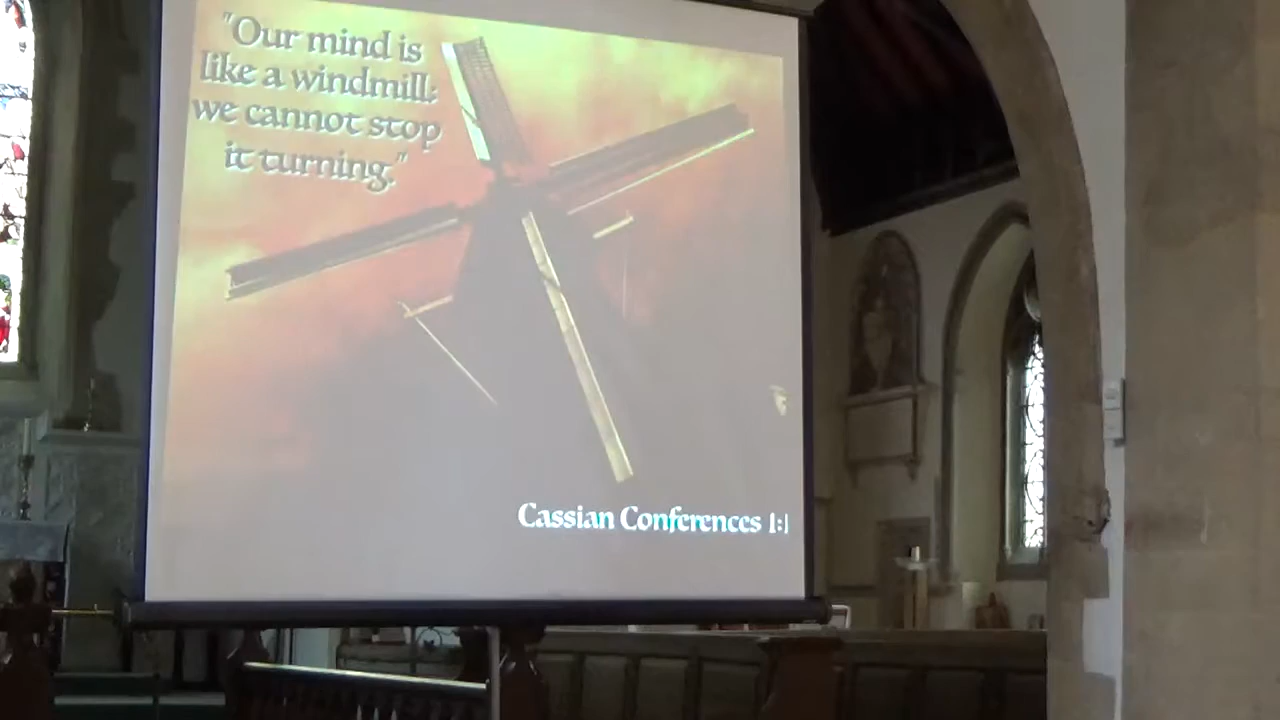 "Our mind is
like a windmill:
we cannot stop
it turning."
Cassian Conferences 1:1